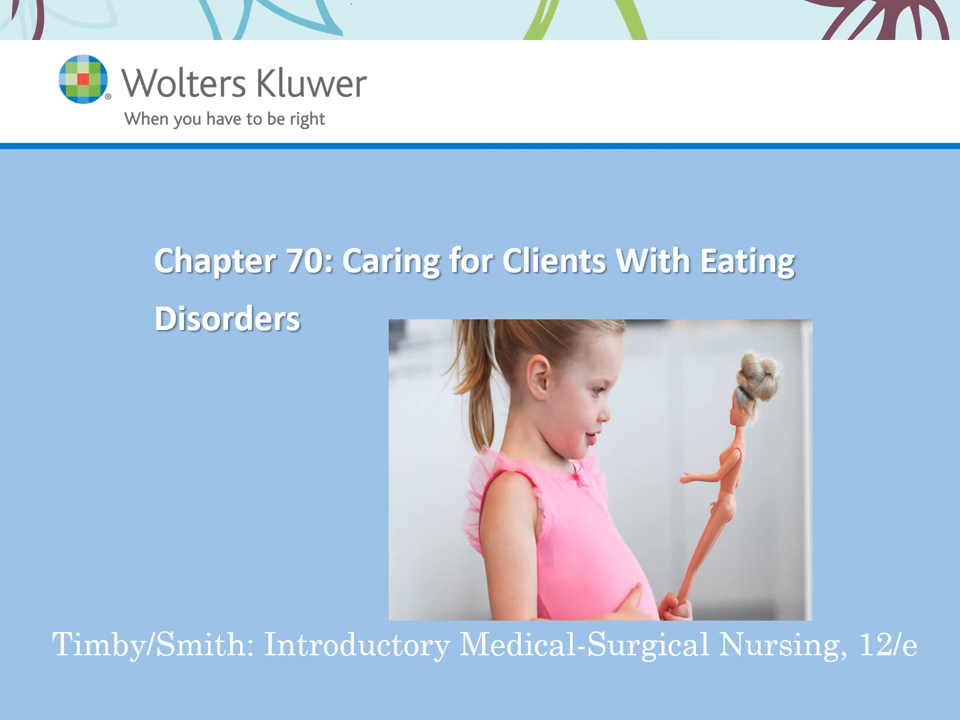 Wolters Kluwer
When you have to be right
Chapter 70: Caring for Clients With Eating
Disorders
Timby/Smith: Introductory Medical-Surgical Nursing, 12/e